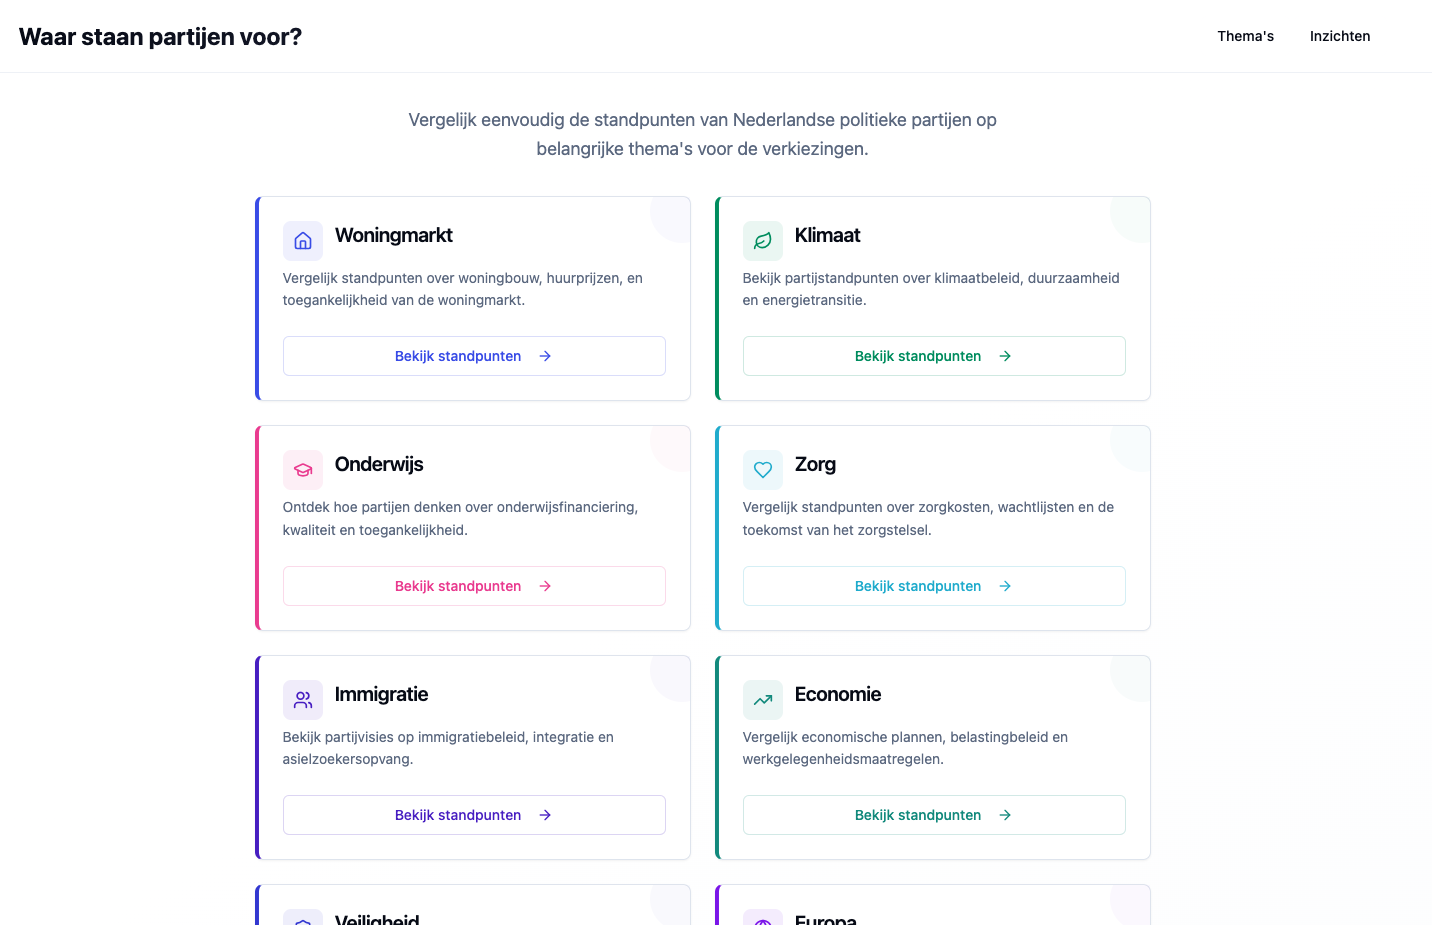 Waar staan partijen voor?
Thema's
Inzichten
Vergelijk eenvoudig de standpunten van Nederlandse politieke partijen op
belangrijke thema's voor de verkiezingen.
Woningmarkt
Vergelijk standpunten over woningbouw, huurprijzen, en
toegankelijkheid van de woningmarkt.
Bekijk standpunten
Klimaat
Bekijk partijstandpunten over klimaatbeleid, duurzaamheid
en energietransitie.
Bekijk standpunten
Onderwijs
Ontdek hoe partijen denken over onderwijsfinanciering,
kwaliteit en toegankelijkheid.
Bekijk standpunten
Zorg
Vergelijk standpunten over zorgkosten, wachtlijsten en de
toekomst van het zorgstelsel.
Bekijk standpunten
Immigratie
Bekijk partijvisies op immigratiebeleid, integratie en
asielzoekersopvang.
Bekijk standpunten
Economie
Vergelijk economische plannen, belastingbeleid en
werkgelegenheidsmaatregelen.
Bekijk standpunten
Veiligheid
Europa